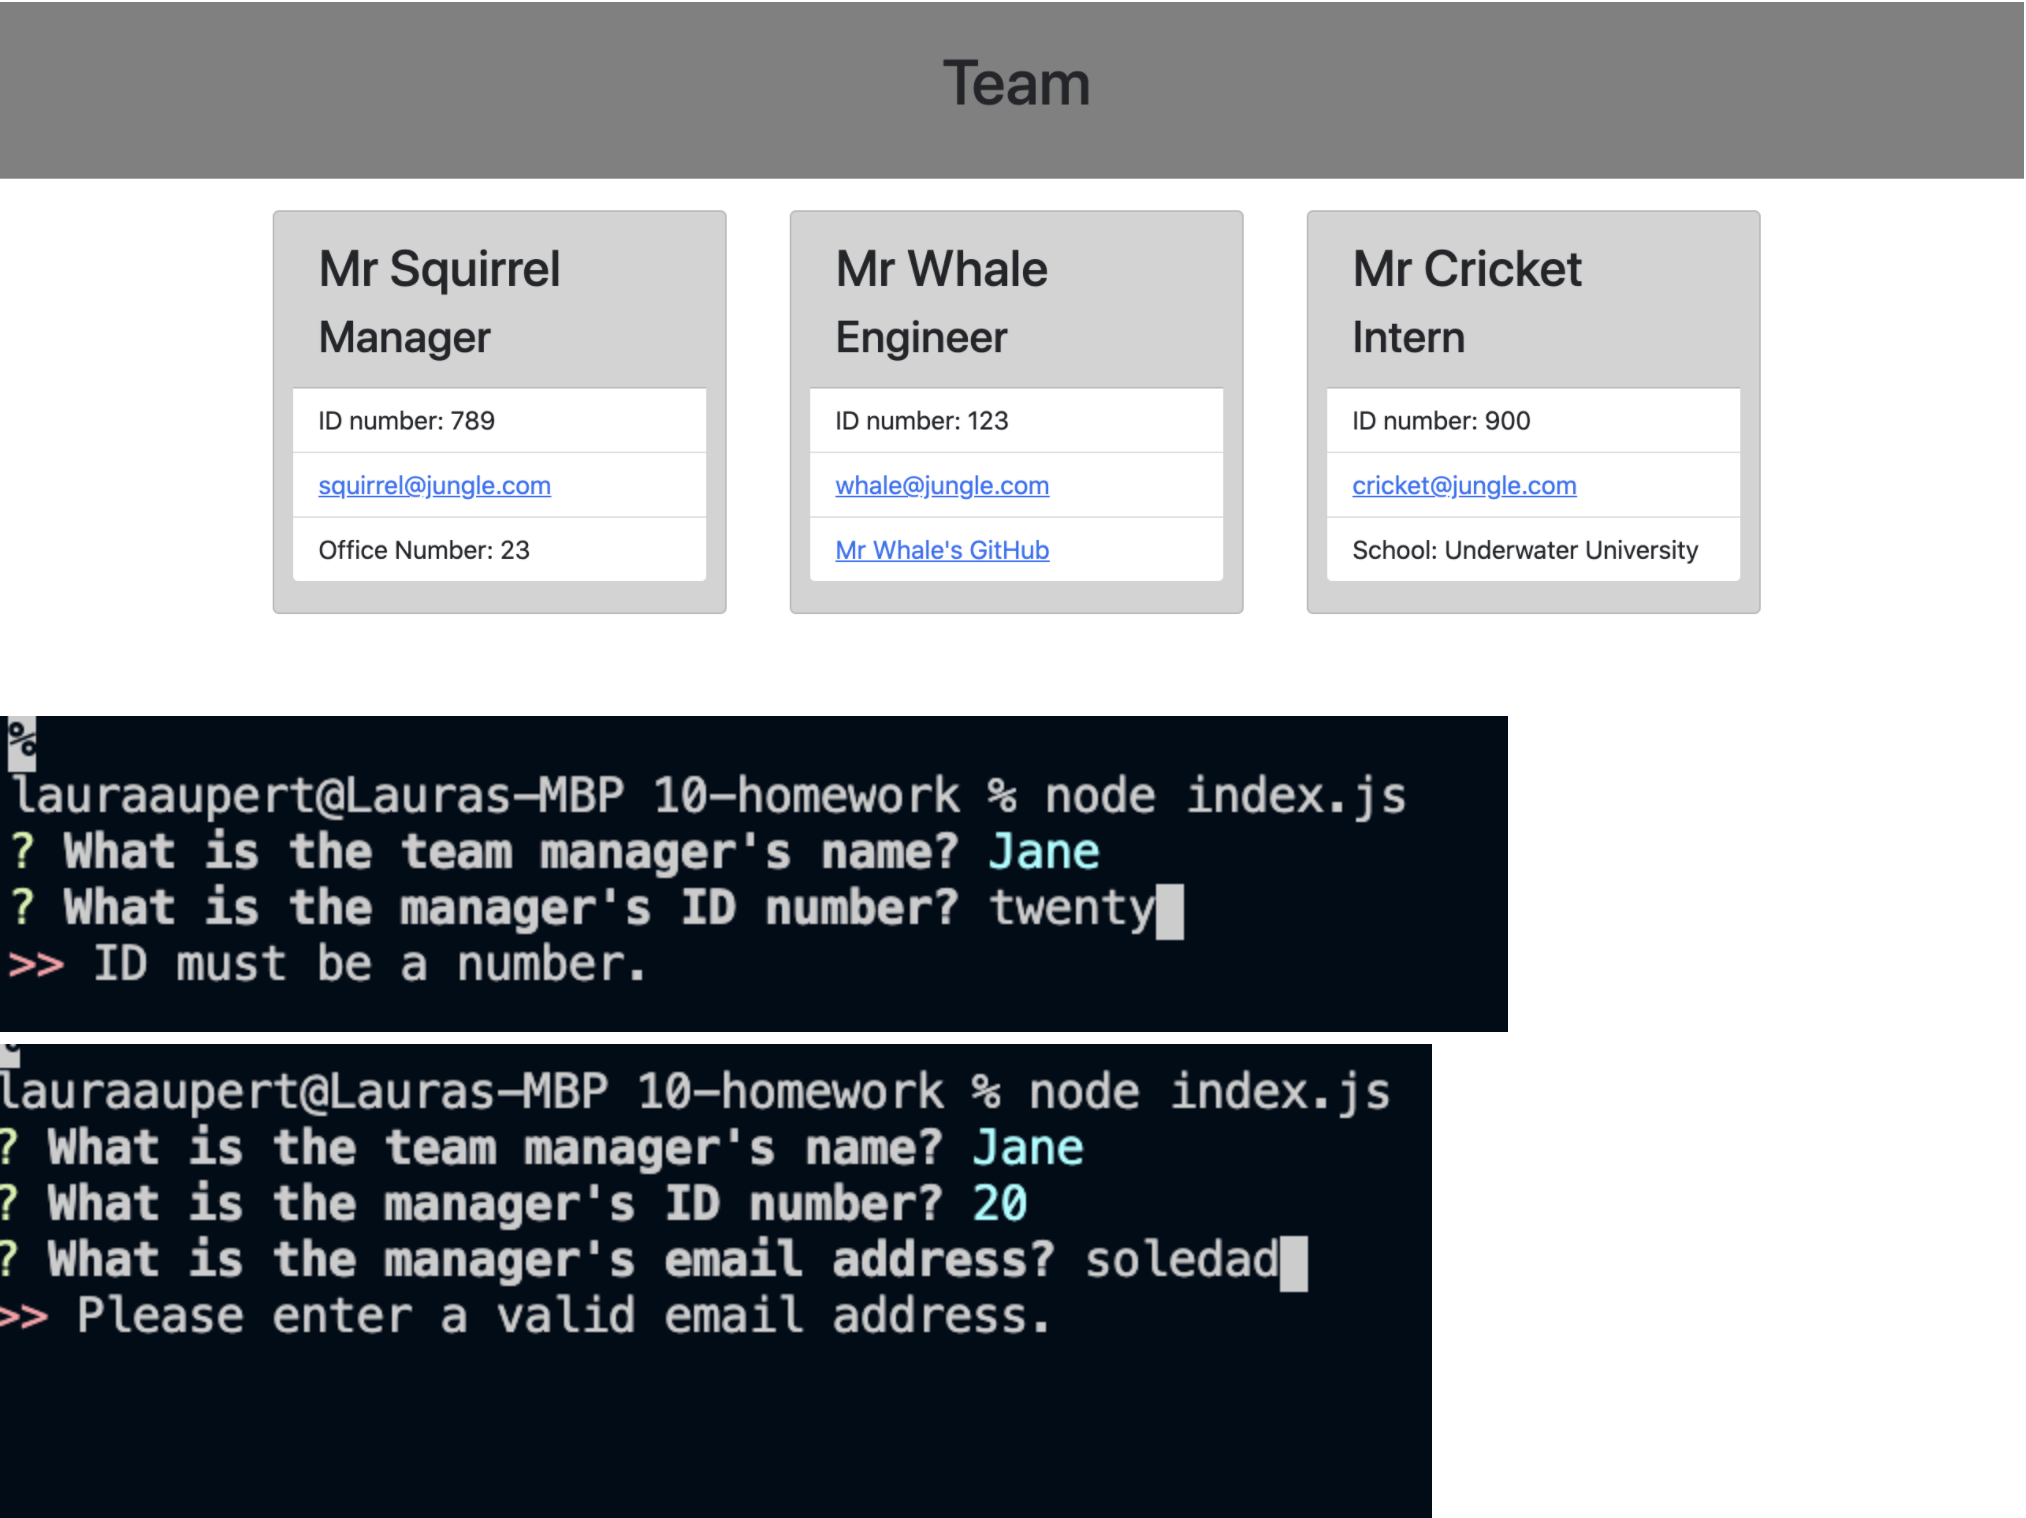 Team
Mr Squirrel
Manager
ID number: 789
squirrel@jungle.com
Office Number: 23
Mr Whale
Engineer
ID number: 123
whale@jungle.com
Mr Whale's GitHub
Mr Cricket
Intern
ID number: 900
cricket@jungle.com
School: Underwater University
%
lauraaupert@Lauras-MBP 10-homework % node index.js
? What is the team manager's name? Jane
? What is the manager's ID number? twenty
>> ID must be a number.
lauraaupert@Lauras-MBP 10-homework % node index.js
? What is the team manager's name? Jane
? What is the manager's ID number? 20
? What is the manager's email address? soledad
>> Please enter a valid email address.